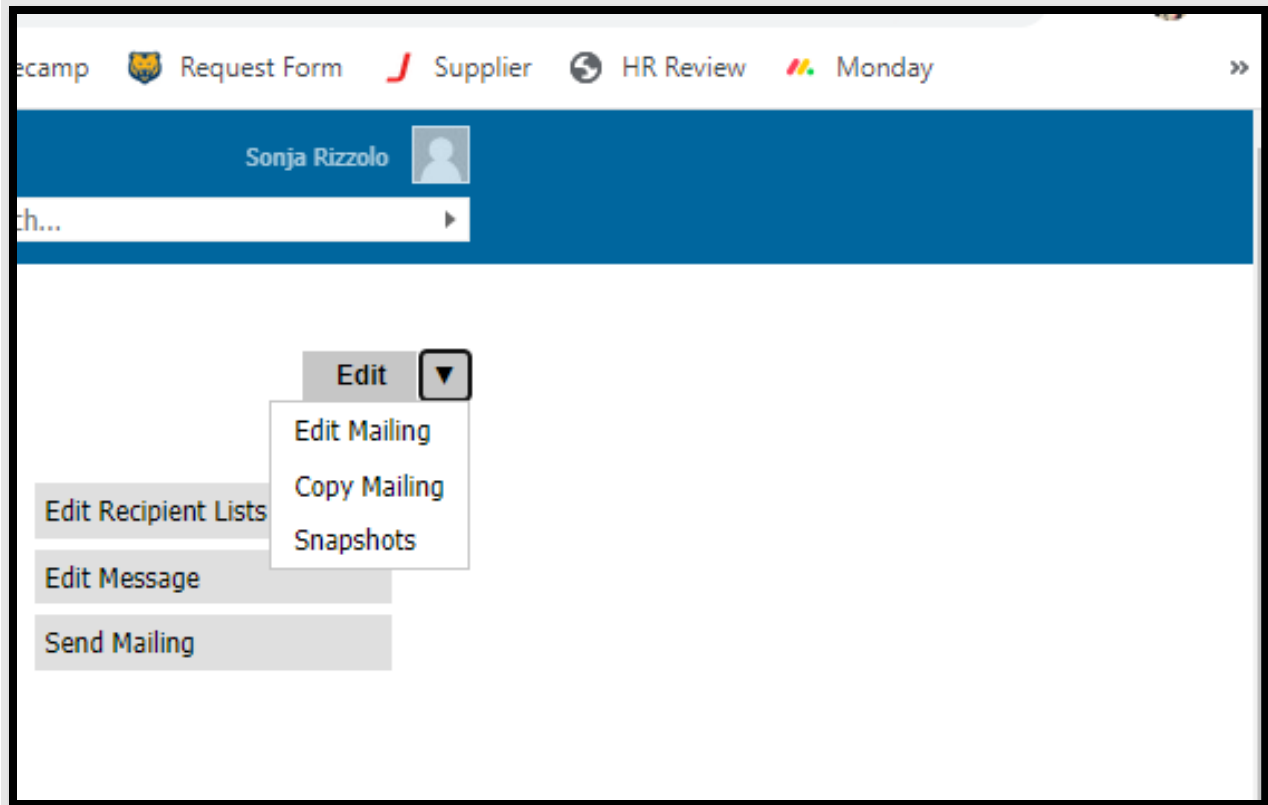 ecamp Request Form Supplier HR Review Monday »
Sonja Rizzolo
ch...
Edit ▼
Edit Mailing
Copy Mailing
Snapshots
Edit Recipient Lists
Edit Message
Send Mailing